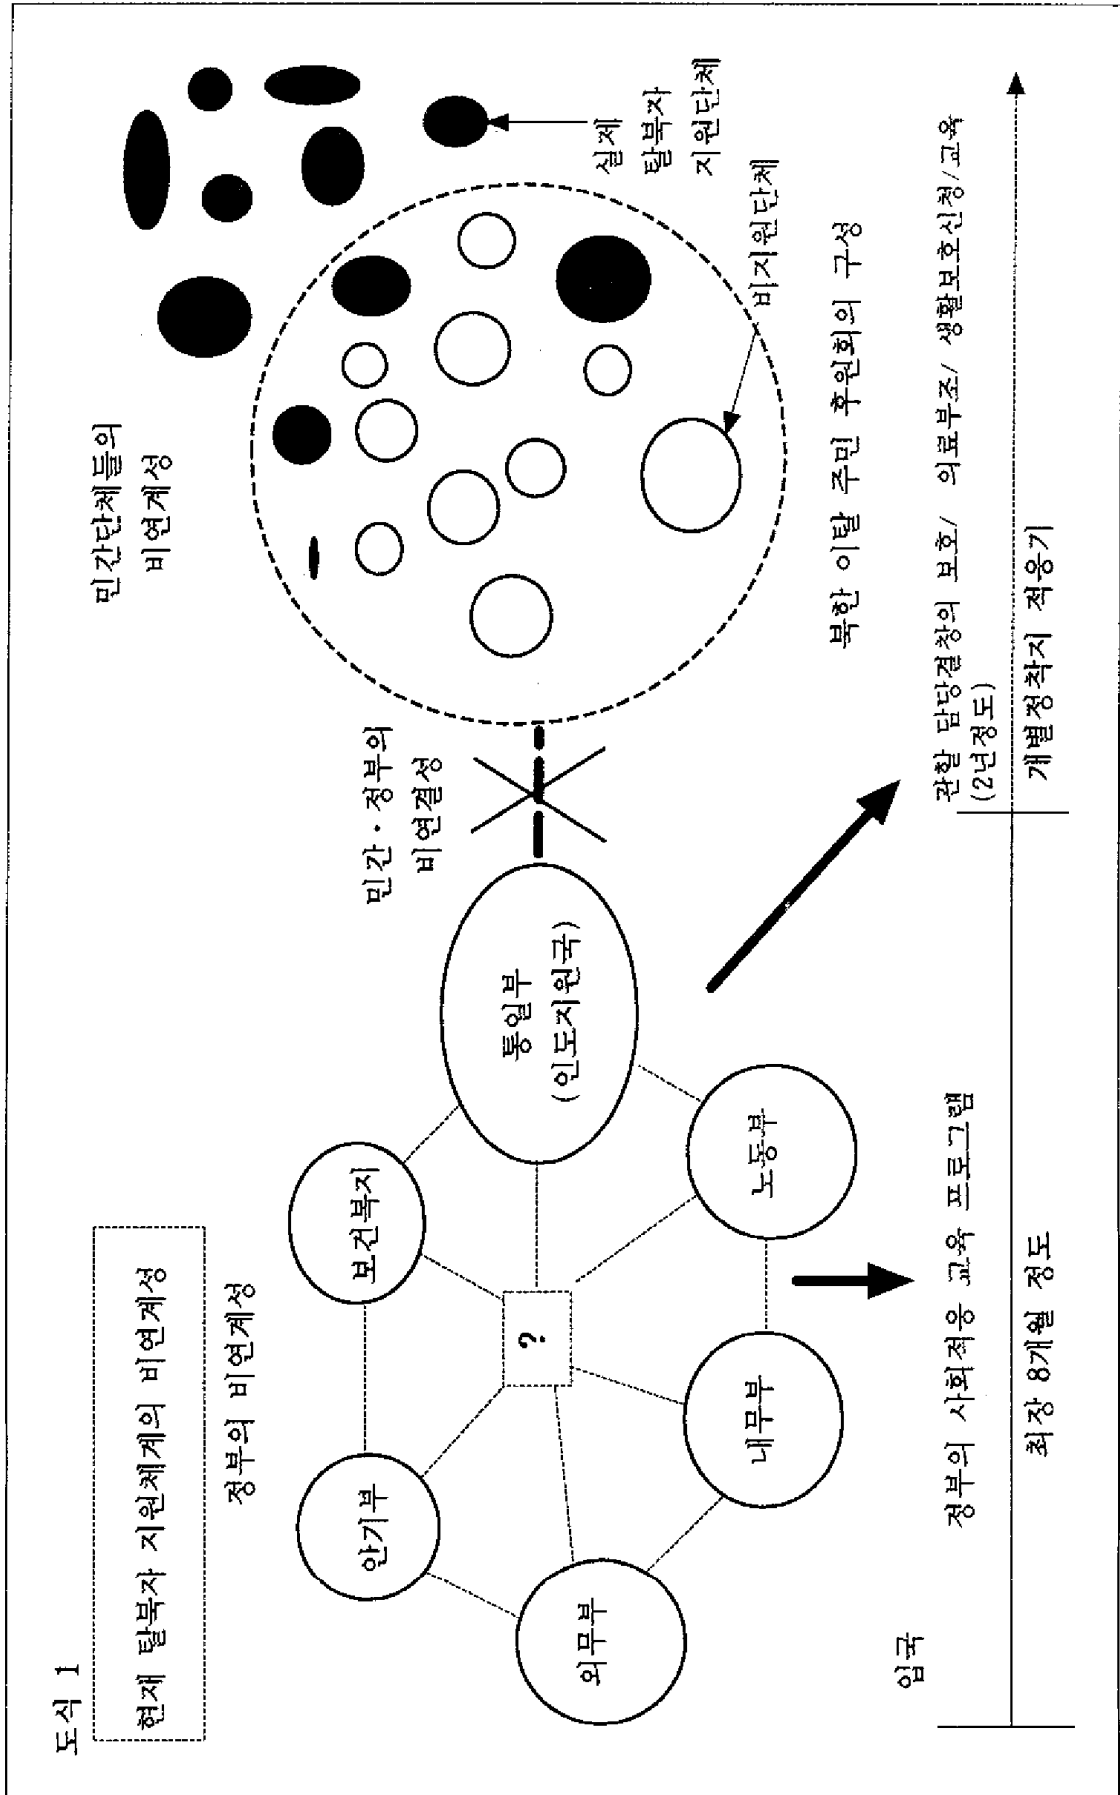 도식 1
현재 탈북자 지원체계의 비연계성
정부의 비연계성
민간단체들의
비연계성
민간·정부의
비연결성
보건복지
안기부
외무부
내무부
노동부
?
통일부
(인도지원국)
실제
탈북자
지원단체
비지원단체
북한 이탈 주민 후원회의 구성
입국
정부의 사회적응 교육 프로그램
관할 담당결창의 보호/ 의료부조/ 생활보호신청/교육
(2년정도)
최장 8개월 정도
개별정착지 적응기